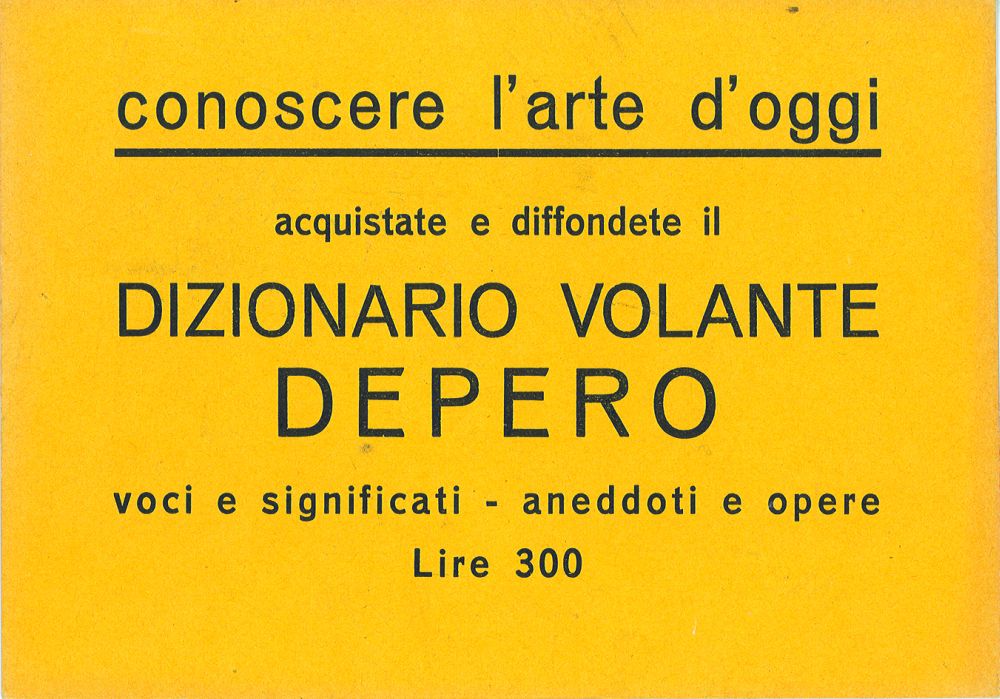 conoscere l'arte d'oggi
acquistate e diffondete il
DIZIONARIO VOLANTE
DEPERO
voci e significati - aneddoti e opere
Lire 300